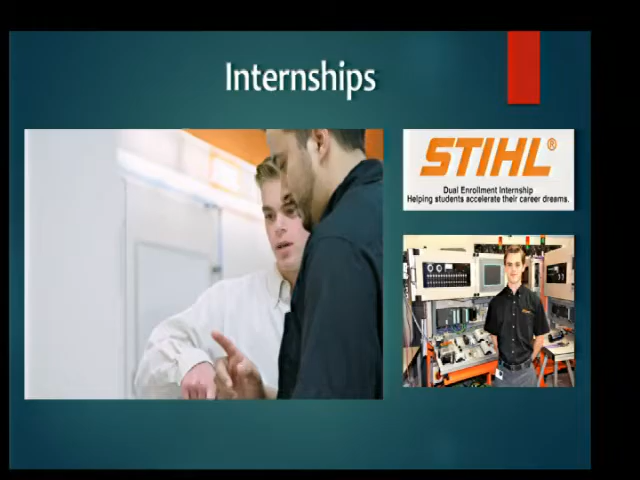 Internships
STIHL®
Dual Enrollment Internship
Helping students accelerate their career dreams.